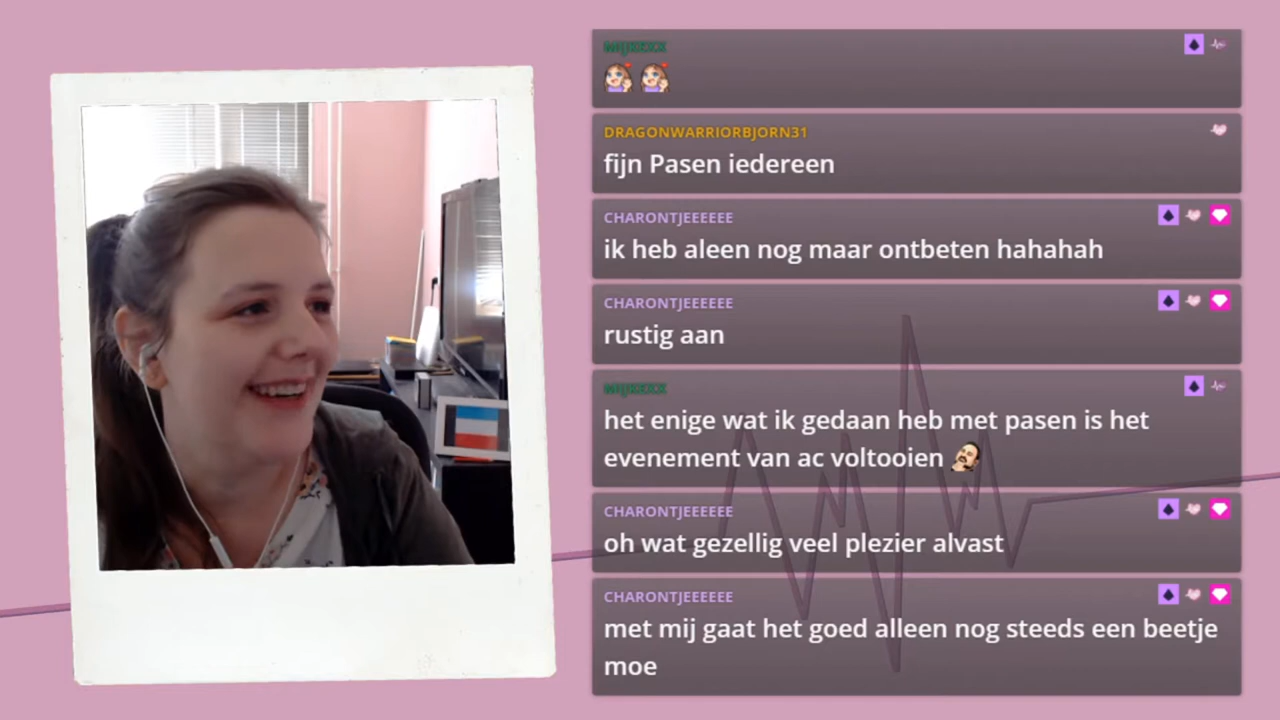 DRAGONWARRIORBJORN31
fijn Pasen iedereen
CHARONTJEEEEEE
ik heb aleen nog maar ontbeten hahahah
CHARONTJEEEEEE
rustig aan
het enige wat ik gedaan heb met pasen is het
evenement van ac voltooien
CHARONTJEEEEEE
oh wat gezellig veel plezier alvast
CHARONTJEEEEEE
met mij gaat het goed alleen nog steeds een beetje
moe